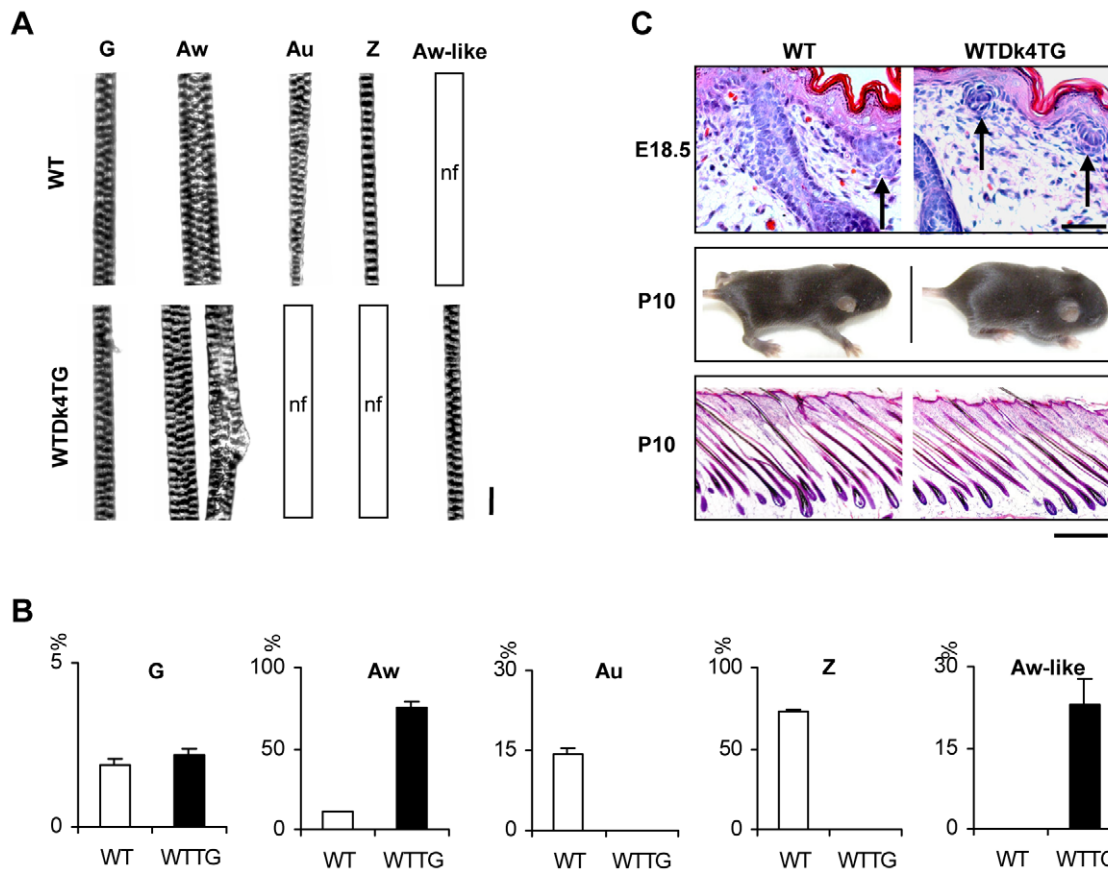 A
G Aw Au Z Aw-like
WT
nf
WTDk4TG
nf nf
C
WT WTDk4TG
E18.5
P10
P10
B
% G
5
0
WT WTTG
% Aw
100
50
0
WT WTTG
% Au
30
15
0
WT WTTG
% Z
100
50
0
WT WTTG
% Aw-like
30
15
0
WT WTTG